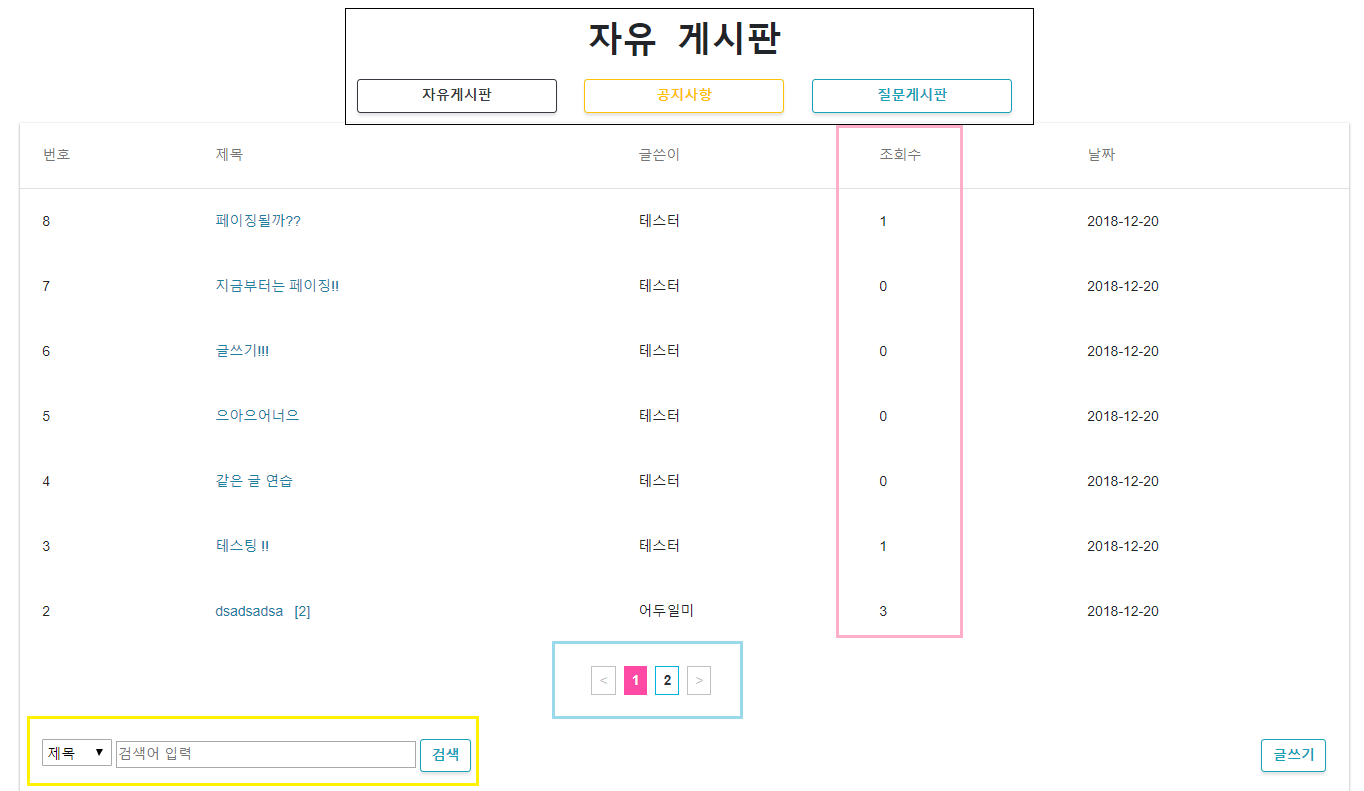 자유 게시판
자유게시판 공지사항 질문게시판
번호 제목 글쓴이 조회수 날짜
8 페이징될까?? 테스터 1 2018-12-20
7 지금부터는 페이징!! 테스터 0 2018-12-20
6 글쓰기!!! 테스터 0 2018-12-20
5 으아으어너으 테스터 0 2018-12-20
4 같은 글 연습 테스터 0 2018-12-20
3 테스팅 !! 테스터 1 2018-12-20
2 dsadsadsa [2] 어두일미 3 2018-12-20
< 1 2 >
제목 ▼ 검색어 입력 검색 글쓰기